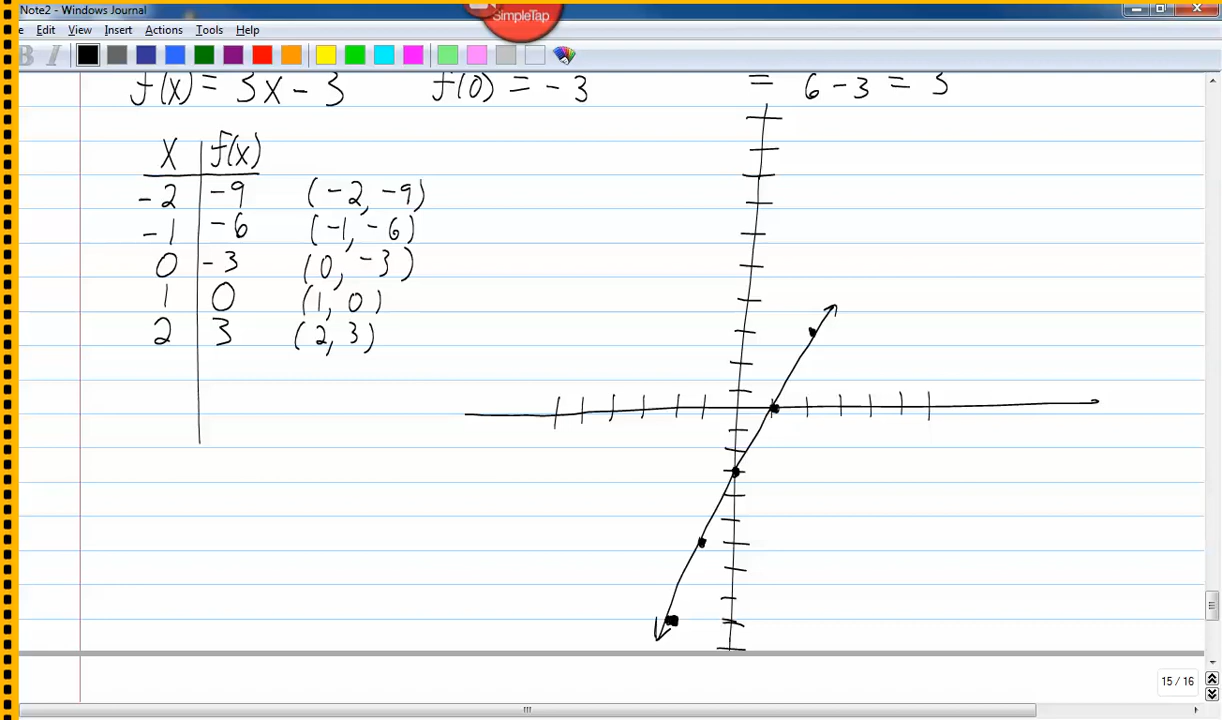 Note2 - Windows Journal
SimpleTap
e Edit View Insert Actions Tools Help
B I
f(x) = 3x - 3 f(0) = -3 = 6 - 3 = 3
x f(x)
-2 -9 (-2, -9)
-1 -6 (-1, -6)
0 -3 (0, -3)
1 0 (1, 0)
2 3 (2, 3)
15 / 16